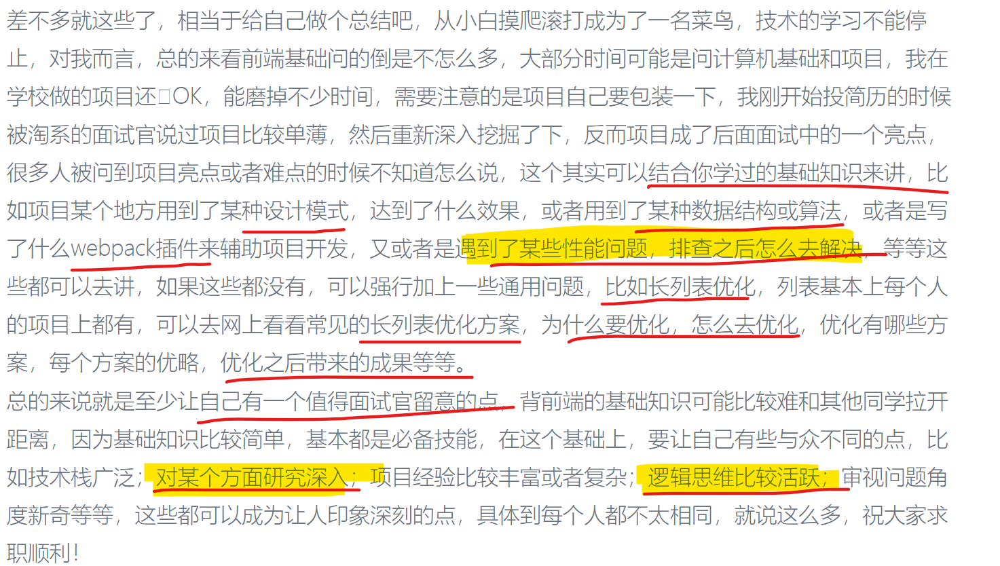 差不多就这些了，相当于给自己做个总结吧，从小白摸爬滚打成为了一名菜鸟，技术的学习不能停
止，对我而言，总的来看前端基础问的倒是不怎么多，大部分时间可能是问计算机基础和项目，我在
学校做的项目还OK，能磨掉不少时间，需要注意的是项目自己要包装一下，我刚开始投简历的时候
被淘系的面试官说过项目比较单薄，然后重新深入挖掘了下，反而项目成了后面面试中的一个亮点，
很多人被问到项目亮点或者难点的时候不知道怎么说，这个其实可以结合你学过的基础知识来讲，比
如项目某个地方用到了某种设计模式，达到了什么效果，或者用到了某种数据结构或算法，或者是写
了什么webpack插件来辅助项目开发，又或者是遇到了某些性能问题，排查之后怎么去解决，等等这
些都可以去讲，如果这些都没有，可以强行加上一些通用问题，比如长列表优化，列表基本上每个人
的项目上都有，可以去网上看看常见的长列表优化方案，为什么要优化，怎么去优化，优化有哪些方
案，每个方案的优略，优化之后带来的成果等等。
总的来说就是至少让自己有一个值得面试官留意的点，背前端的基础知识可能比较难和其他同学拉开
距离，因为基础知识比较简单，基本都是必备技能，在这个基础上，要让自己有些与众不同的点，比
如技术栈广泛；对某个方面研究深入；项目经验比较丰富或者复杂；逻辑思维比较活跃；审视问题角
度新奇等等，这些都可以成为让人印象深刻的点，具体到每个人都不太相同，就说这么多，祝大家求
职顺利！